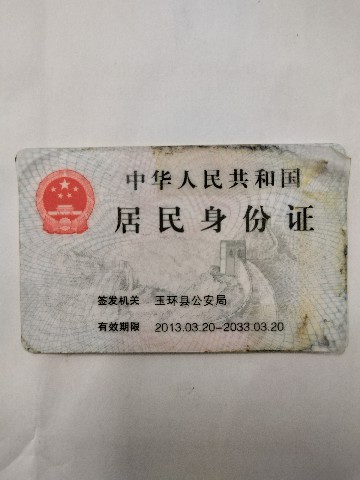 中华人民共和国
居民身份证
签发机关 玉环县公安局
有效期限 2013.03.20-2033.03.20